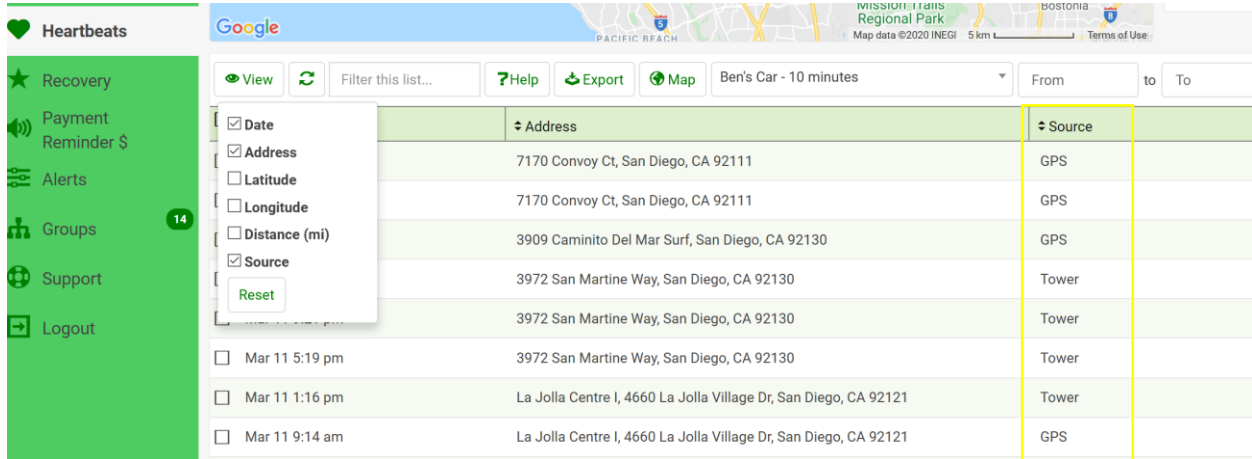 Heartbeats
Recovery
Payment
Reminder $
Alerts
Groups
14
Support
Logout
Google
5
PACIFIC BEACH
Mission Trails
Regional Park
Bostonia
8
Map data ©2020 INEGI
5 km
Terms of Use
View
Filter this list...
?Help
Export
Map
Ben's Car - 10 minutes
From
to
To
Date
Address
Latitude
Longitude
Distance (mi)
Source
Reset
Address Source
7170 Convoy Ct, San Diego, CA 92111 GPS
7170 Convoy Ct, San Diego, CA 92111 GPS
3909 Caminito Del Mar Surf, San Diego, CA 92130 GPS
3972 San Martine Way, San Diego, CA 92130 Tower
3972 San Martine Way, San Diego, CA 92130 Tower
Mar 11 5:19 pm 3972 San Martine Way, San Diego, CA 92130 Tower
Mar 11 1:16 pm La Jolla Centre I, 4660 La Jolla Village Dr, San Diego, CA 92121 Tower
Mar 11 9:14 am La Jolla Centre I, 4660 La Jolla Village Dr, San Diego, CA 92121 GPS